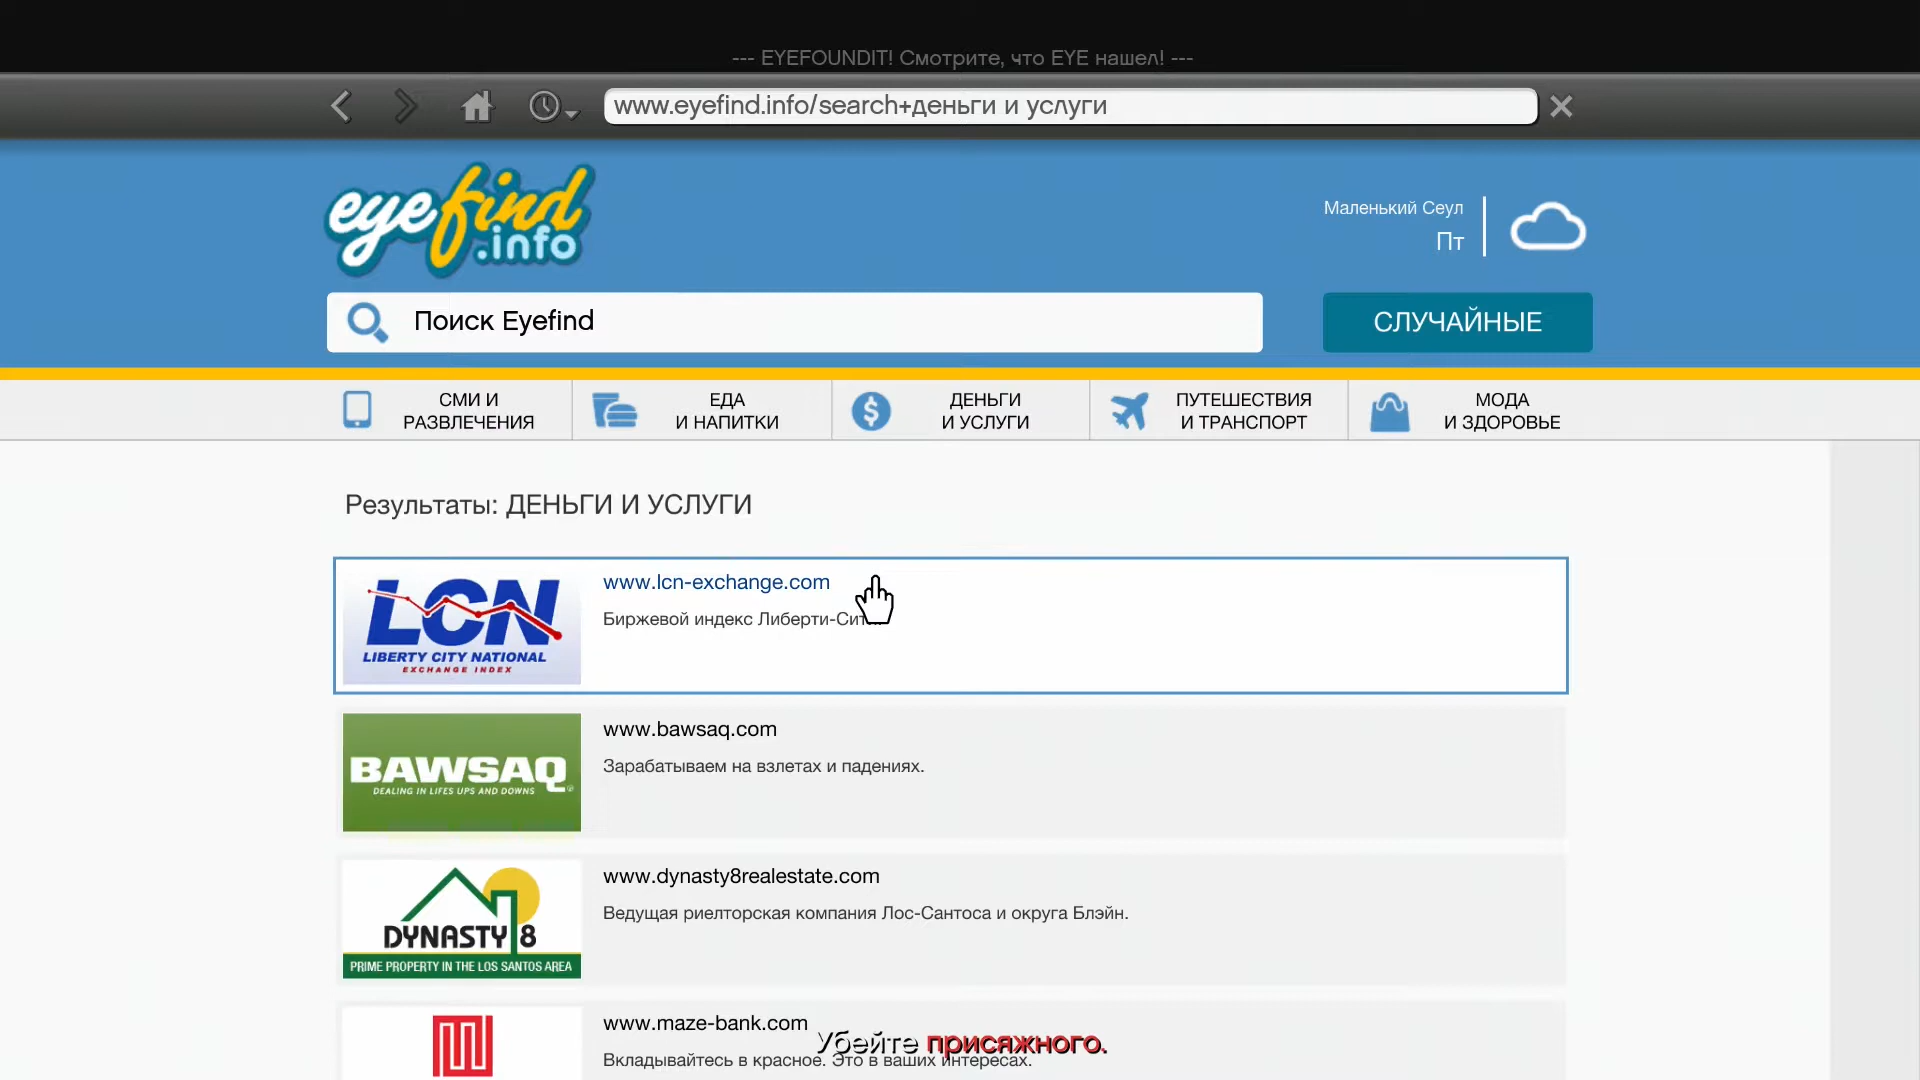 --- EYEFOUNDIT! Смотрите, что EYE нашел! ---
www.eyefind.info/search+деньги и услуги
eyefind
.info
Маленький Сеул
Пт
Поиск Eyefind
СЛУЧАЙНЫЕ
СМИ И
РАЗВЛЕЧЕНИЯ
ЕДА
И НАПИТКИ
ДЕНЬГИ
И УСЛУГИ
ПУТЕШЕСТВИЯ
И ТРАНСПОРТ
МОДА
И ЗДОРОВЬЕ
Результаты: ДЕНЬГИ И УСЛУГИ
LCN
LIBERTY CITY NATIONAL
EXCHANGE INDEX
www.lcn-exchange.com
Биржевой индекс Либерти-Сити.
BAWSAQ
DEALING IN LIFES UPS AND DOWNS
www.bawsaq.com
Зарабатываем на взлетах и падениях.
DYNASTY 8
PRIME PROPERTY IN THE LOS SANTOS AREA
www.dynasty8realestate.com
Ведущая риелторская компания Лос-Сантоса и округа Блэйн.
www.maze-bank.com
Убейте присяжного.
Вкладывайтесь в красное. Это в ваших интересах.